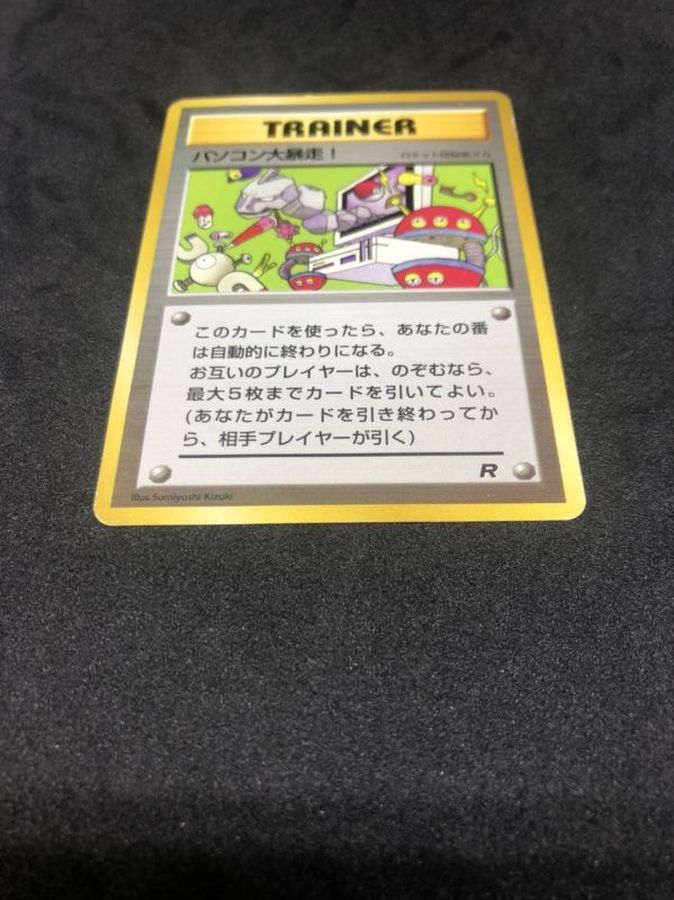 TRAINER
パソコン大暴走！
このカードを使ったら、あなたの番
は自動的に終わりになる。
お互いのプレイヤーは、のぞむなら、
最大５枚までカードを引いてよい。
(あなたがカードを引き終わってか
ら、相手プレイヤーが引く)
R
Illus.Sumiyoshi Kizuki